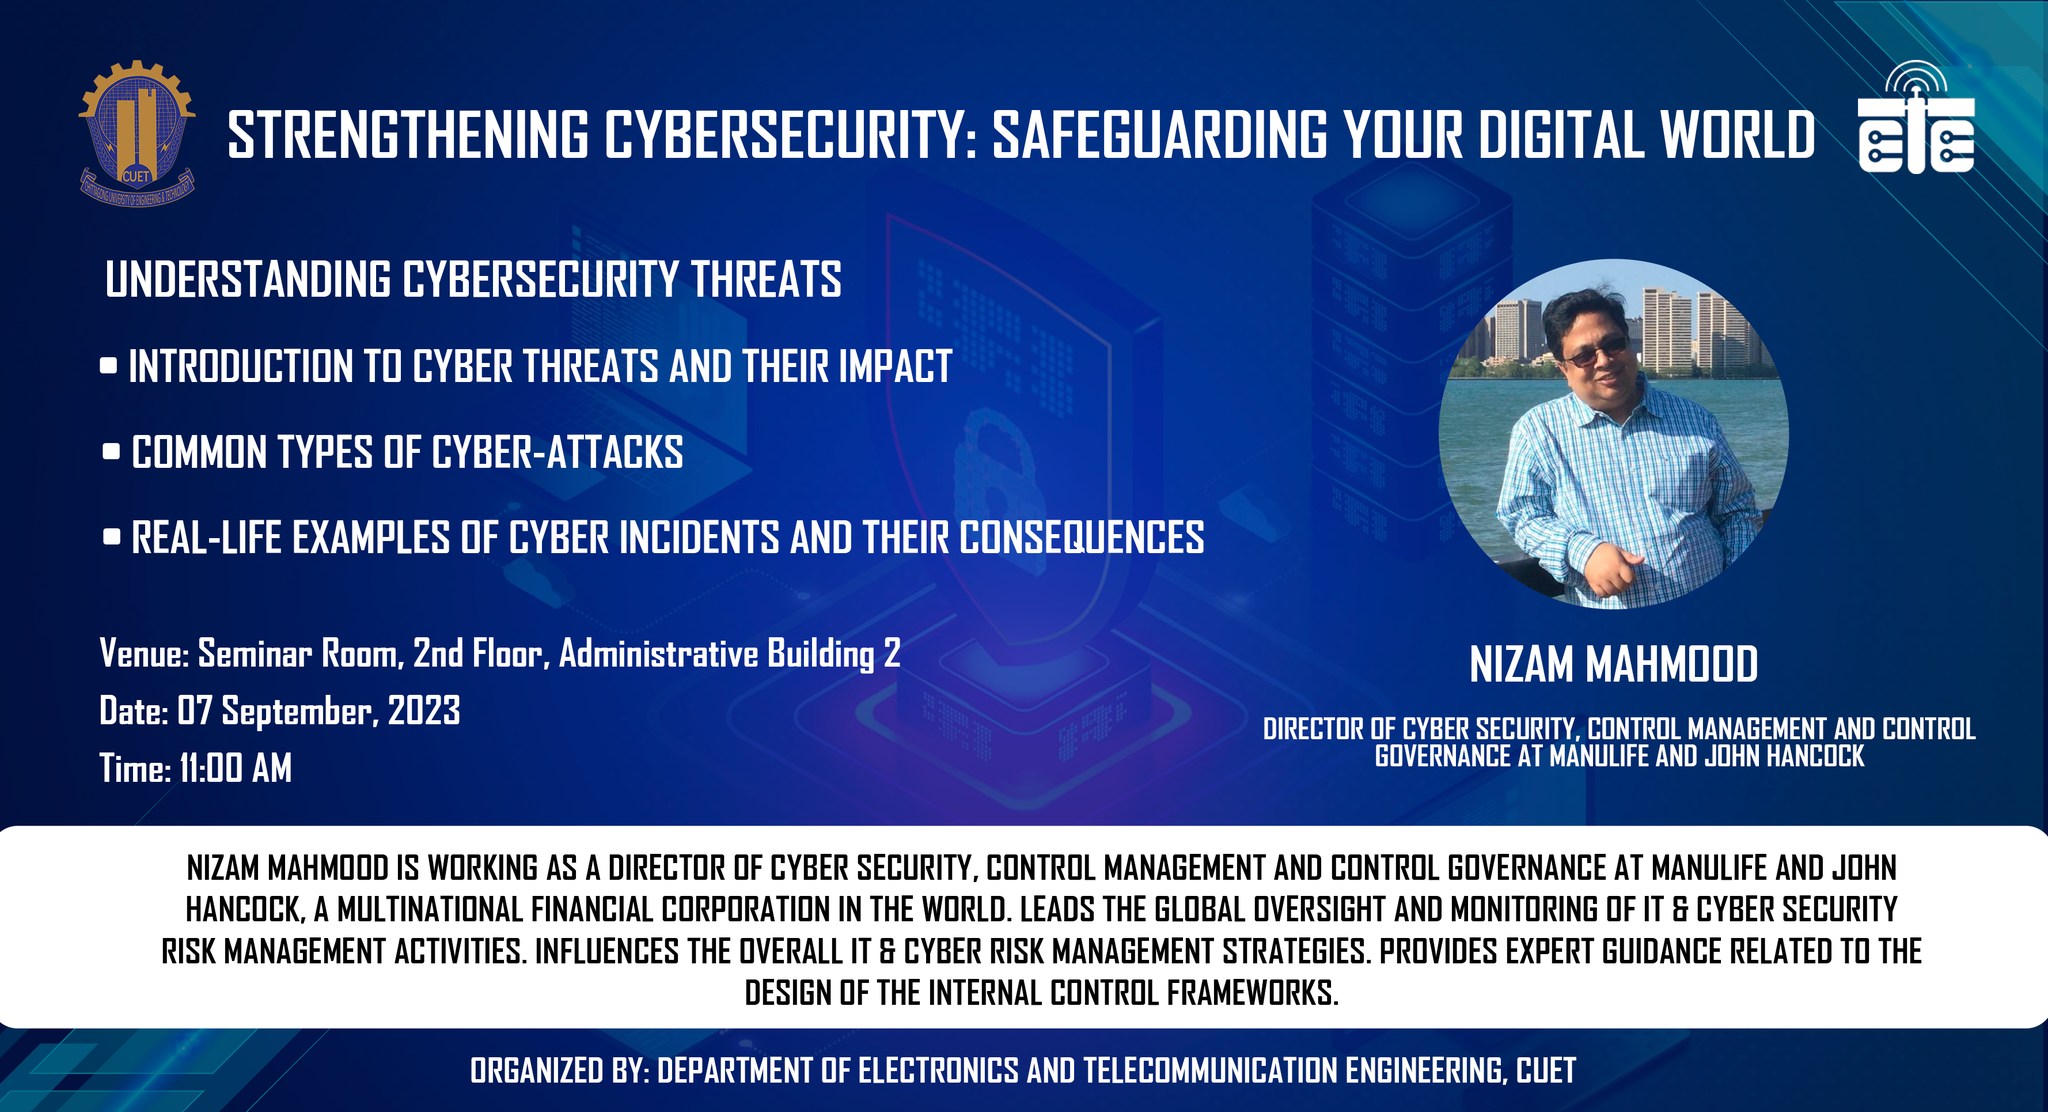 STRENGTHENING CYBERSECURITY: SAFEGUARDING YOUR DIGITAL WORLD
CUET
CHITTAGONG UNIVERSITY OF ENGINEERING & TECHNOLOGY
ETE
UNDERSTANDING CYBERSECURITY THREATS
▪ INTRODUCTION TO CYBER THREATS AND THEIR IMPACT
▪ COMMON TYPES OF CYBER-ATTACKS
▪ REAL-LIFE EXAMPLES OF CYBER INCIDENTS AND THEIR CONSEQUENCES
Venue: Seminar Room, 2nd Floor, Administrative Building 2
Date: 07 September, 2023
Time: 11:00 AM
NIZAM MAHMOOD
DIRECTOR OF CYBER SECURITY, CONTROL MANAGEMENT AND CONTROL
GOVERNANCE AT MANULIFE AND JOHN HANCOCK
NIZAM MAHMOOD IS WORKING AS A DIRECTOR OF CYBER SECURITY, CONTROL MANAGEMENT AND CONTROL GOVERNANCE AT MANULIFE AND JOHN
HANCOCK, A MULTINATIONAL FINANCIAL CORPORATION IN THE WORLD. LEADS THE GLOBAL OVERSIGHT AND MONITORING OF IT & CYBER SECURITY
RISK MANAGEMENT ACTIVITIES. INFLUENCES THE OVERALL IT & CYBER RISK MANAGEMENT STRATEGIES. PROVIDES EXPERT GUIDANCE RELATED TO THE
DESIGN OF THE INTERNAL CONTROL FRAMEWORKS.
ORGANIZED BY: DEPARTMENT OF ELECTRONICS AND TELECOMMUNICATION ENGINEERING, CUET